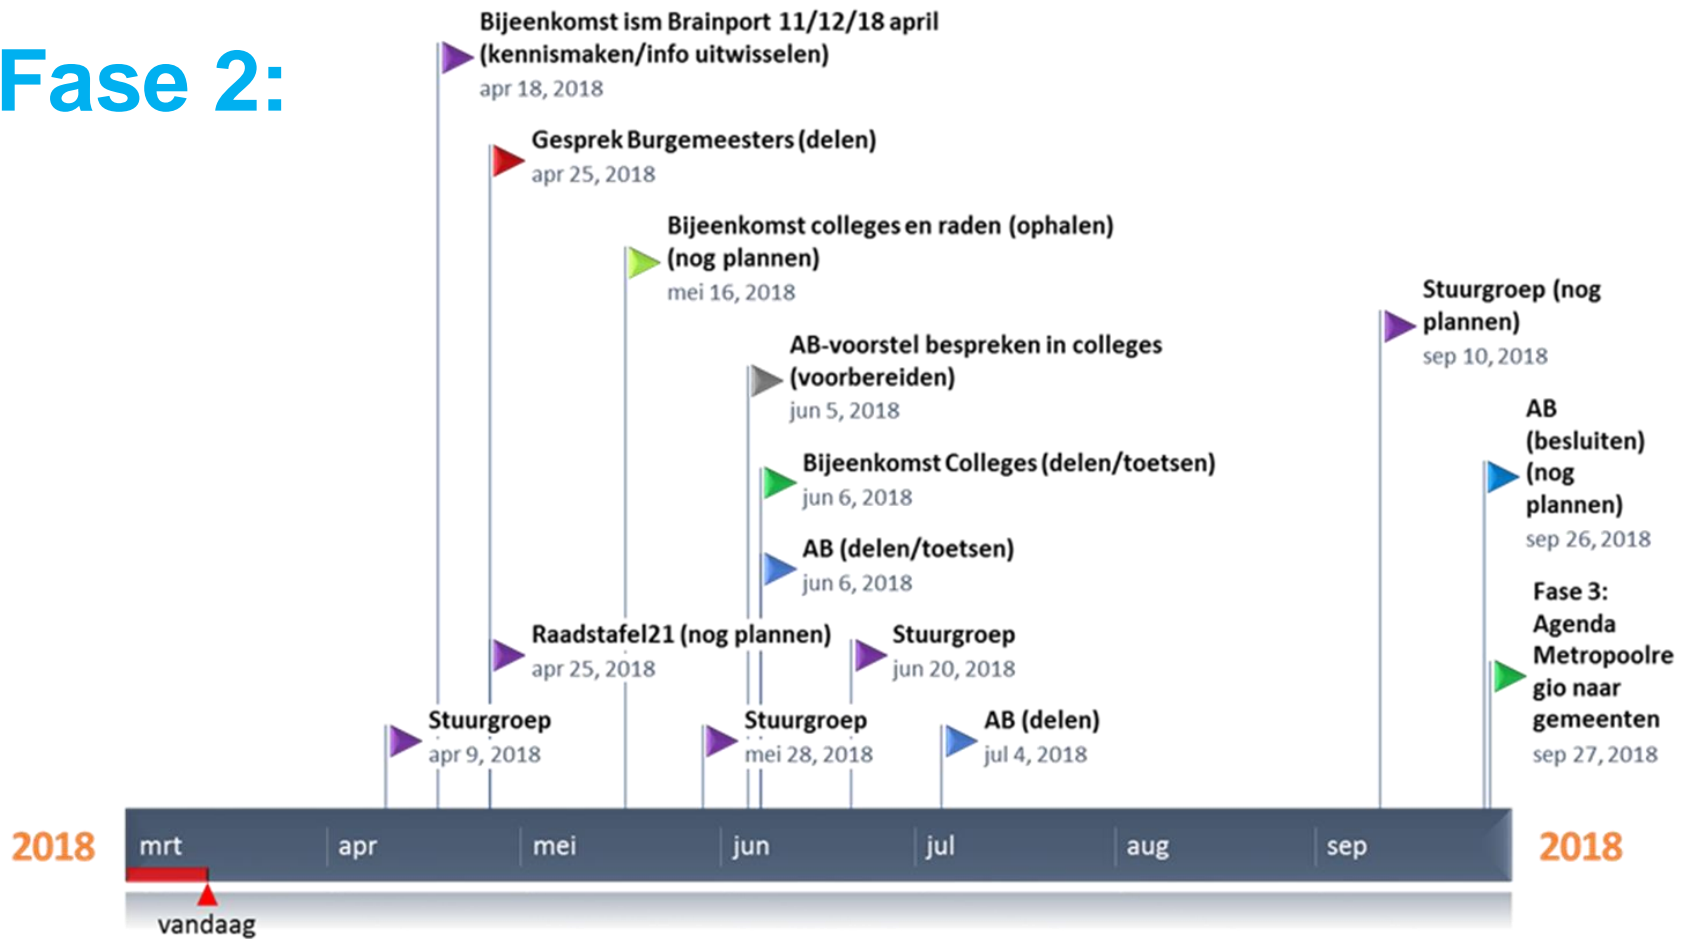 Fase 2:
Bijeenkomst ism Brainport 11/12/18 april
(kennismaken/info uitwisselen)
apr 18, 2018
Gesprek Burgemeesters (delen)
apr 25, 2018
Bijeenkomst colleges en raden (ophalen)
(nog plannen)
mei 16, 2018
AB-voorstel bespreken in colleges
(voorbereiden)
jun 5, 2018
Bijeenkomst Colleges (delen/toetsen)
jun 6, 2018
AB (delen/toetsen)
jun 6, 2018
Raadstafel21 (nog plannen)
apr 25, 2018
Stuurgroep
jun 20, 2018
Stuurgroep
apr 9, 2018
Stuurgroep
mei 28, 2018
AB (delen)
jul 4, 2018
Stuurgroep (nog
plannen)
sep 10, 2018
AB
(besluiten)
(nog
plannen)
sep 26, 2018
Fase 3:
Agenda
Metropoolre
gio naar
gemeenten
sep 27, 2018
2018
mrt
apr
mei
jun
jul
aug
sep
2018
vandaag